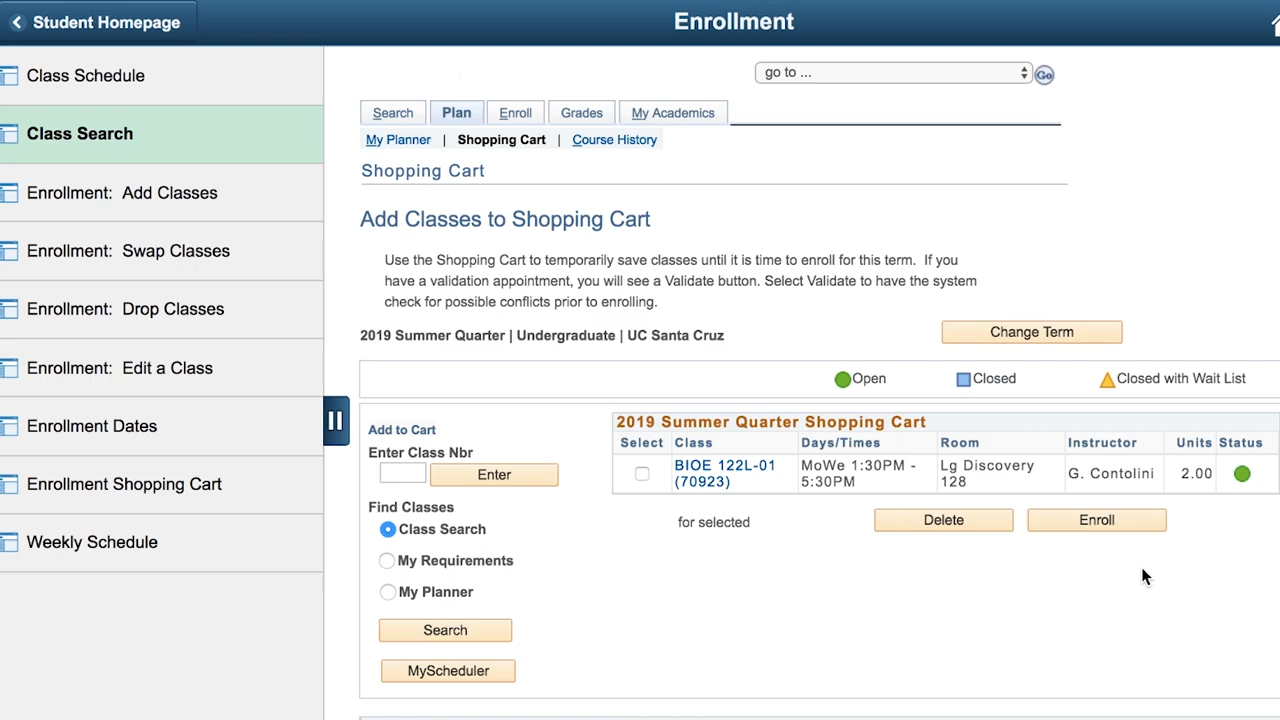 Student Homepage
Enrollment
Class Schedule
Class Search
Enrollment: Add Classes
Enrollment: Swap Classes
Enrollment: Drop Classes
Enrollment: Edit a Class
Enrollment Dates
Enrollment Shopping Cart
Weekly Schedule
go to ...
Go
Search
Plan
Enroll
Grades
My Academics
My Planner | Shopping Cart | Course History
Shopping Cart
Add Classes to Shopping Cart
Use the Shopping Cart to temporarily save classes until it is time to enroll for this term. If you
have a validation appointment, you will see a Validate button. Select Validate to have the system
check for possible conflicts prior to enrolling.
2019 Summer Quarter | Undergraduate | UC Santa Cruz
Change Term
Open
Closed
Closed with Wait List
Add to Cart
Enter Class Nbr
Enter
Find Classes
Class Search
My Requirements
My Planner
Search
MyScheduler
2019 Summer Quarter Shopping Cart
Select Class Days/Times Room Instructor Units Status
BIOE 122L-01
(70923)
MoWe 1:30PM -
5:30PM
Lg Discovery
128
G. Contolini
2.00
for selected
Delete
Enroll